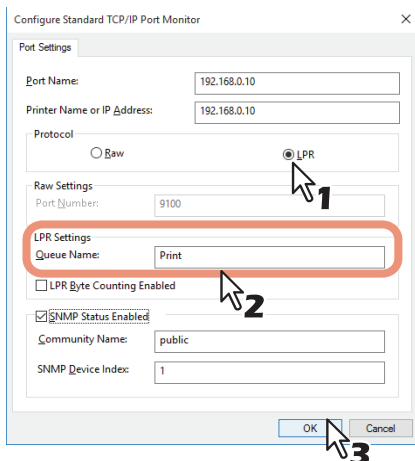 Configure Standard TCP/IP Port Monitor
Port Settings
Port Name: 192.168.0.10
Printer Name or IP Address: 192.168.0.10
Protocol
Raw LPR
1
Raw Settings
Port Number: 9100
LPR Settings
Queue Name: Print
LPR Byte Counting Enabled
2
SNMP Status Enabled
Community Name: public
SNMP Device Index: 1
OK Cancel
3